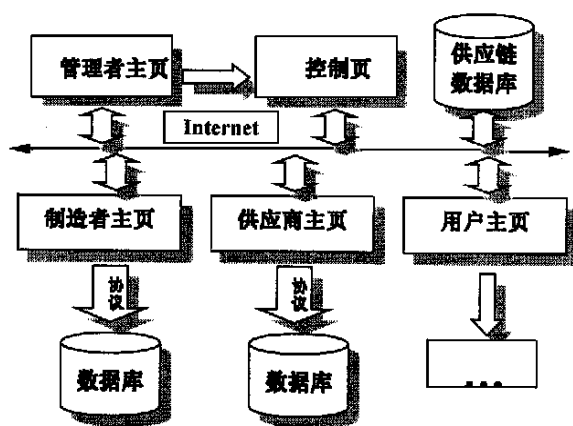 管理者主页
控制页
供应链
数据库
Internet
制造者主页
供应商主页
用户主页
协议
协议
数据库
数据库
...